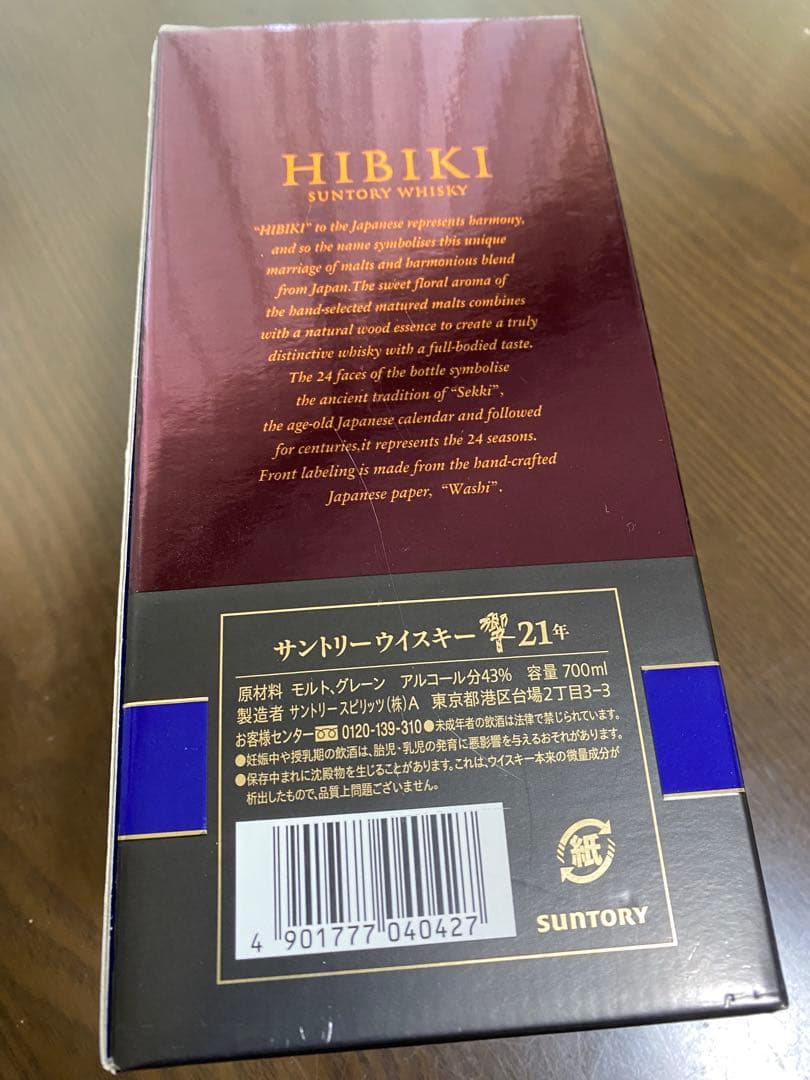 HIBIKI
SUNTORY WHISKY
"HIBIKI" to the Japanese represents harmony,
and so the name symbolises this unique
marriage of malts and harmonious blend
from Japan.The sweet floral aroma of
the hand-selected matured malts combines
with a natural wood essence to create a truly
distinctive whisky with a full-bodied taste.
The 24 faces of the bottle symbolise
the ancient tradition of "Sekki",
the age-old Japanese calendar and followed
for centuries,it represents the 24 seasons.
Front labeling is made from the hand-crafted
Japanese paper, "Washi".
サントリーウイスキー 響 21年
原材料 モルト、グレーン アルコール分43% 容量 700ml
製造者 サントリースピリッツ(株)A 東京都港区台場2丁目3-3
お客様センター 0120-139-310 ●未成年者の飲酒は法律で禁じられています。
●妊娠中や授乳期の飲酒は、胎児・乳児の発育に悪影響を与えるおそれがあります。
●保存中まれに沈殿物を生じることがあります。これは、ウイスキー本来の微量成分が
析出したもので、品質上問題ございません。
4 901777 040427
紙
SUNTORY